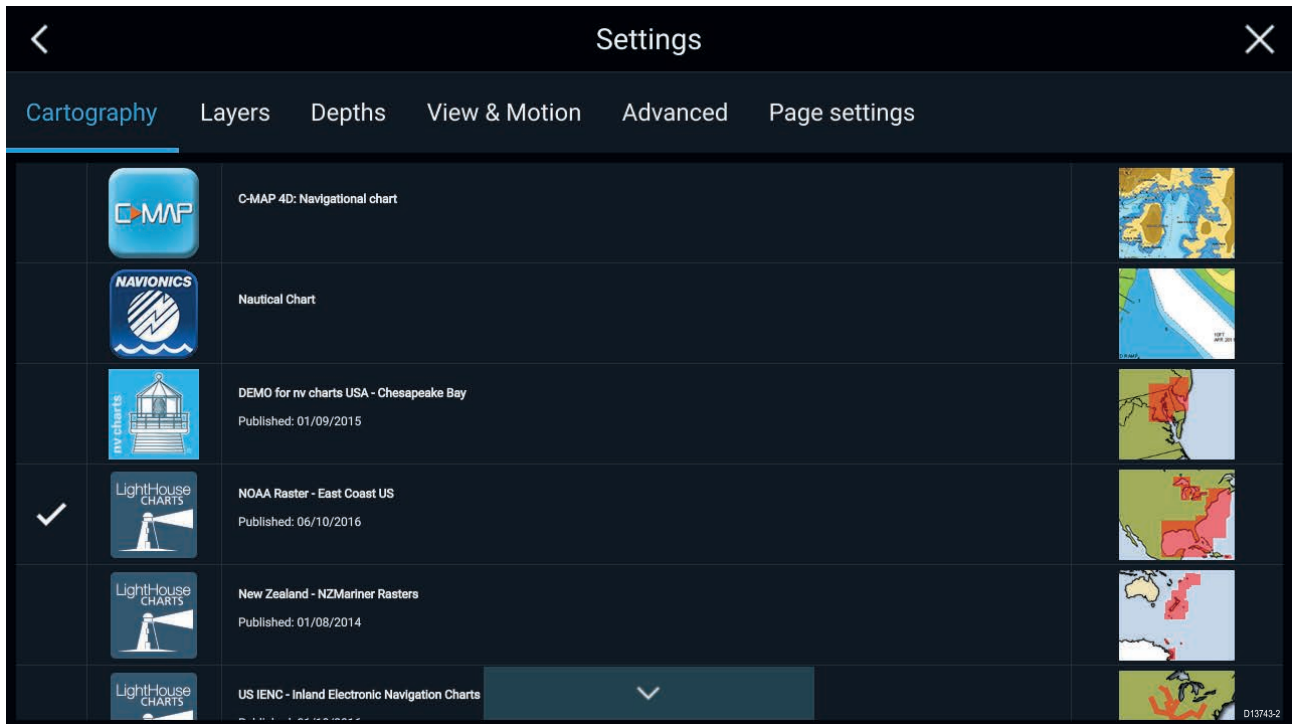 Settings
Cartography Layers Depths View & Motion Advanced Page settings
C-MAP
C-MAP 4D: Navigational chart
NAVIONICS
Nautical Chart
nv charts
DEMO for nv charts USA - Chesapeake Bay
Published: 01/09/2015
LightHouse
CHARTS
NOAA Raster - East Coast US
Published: 06/10/2016
LightHouse
CHARTS
New Zealand - NZMariner Rasters
Published: 01/08/2014
LightHouse
CHARTS
US IENC - Inland Electronic Navigation Charts
D13743-2